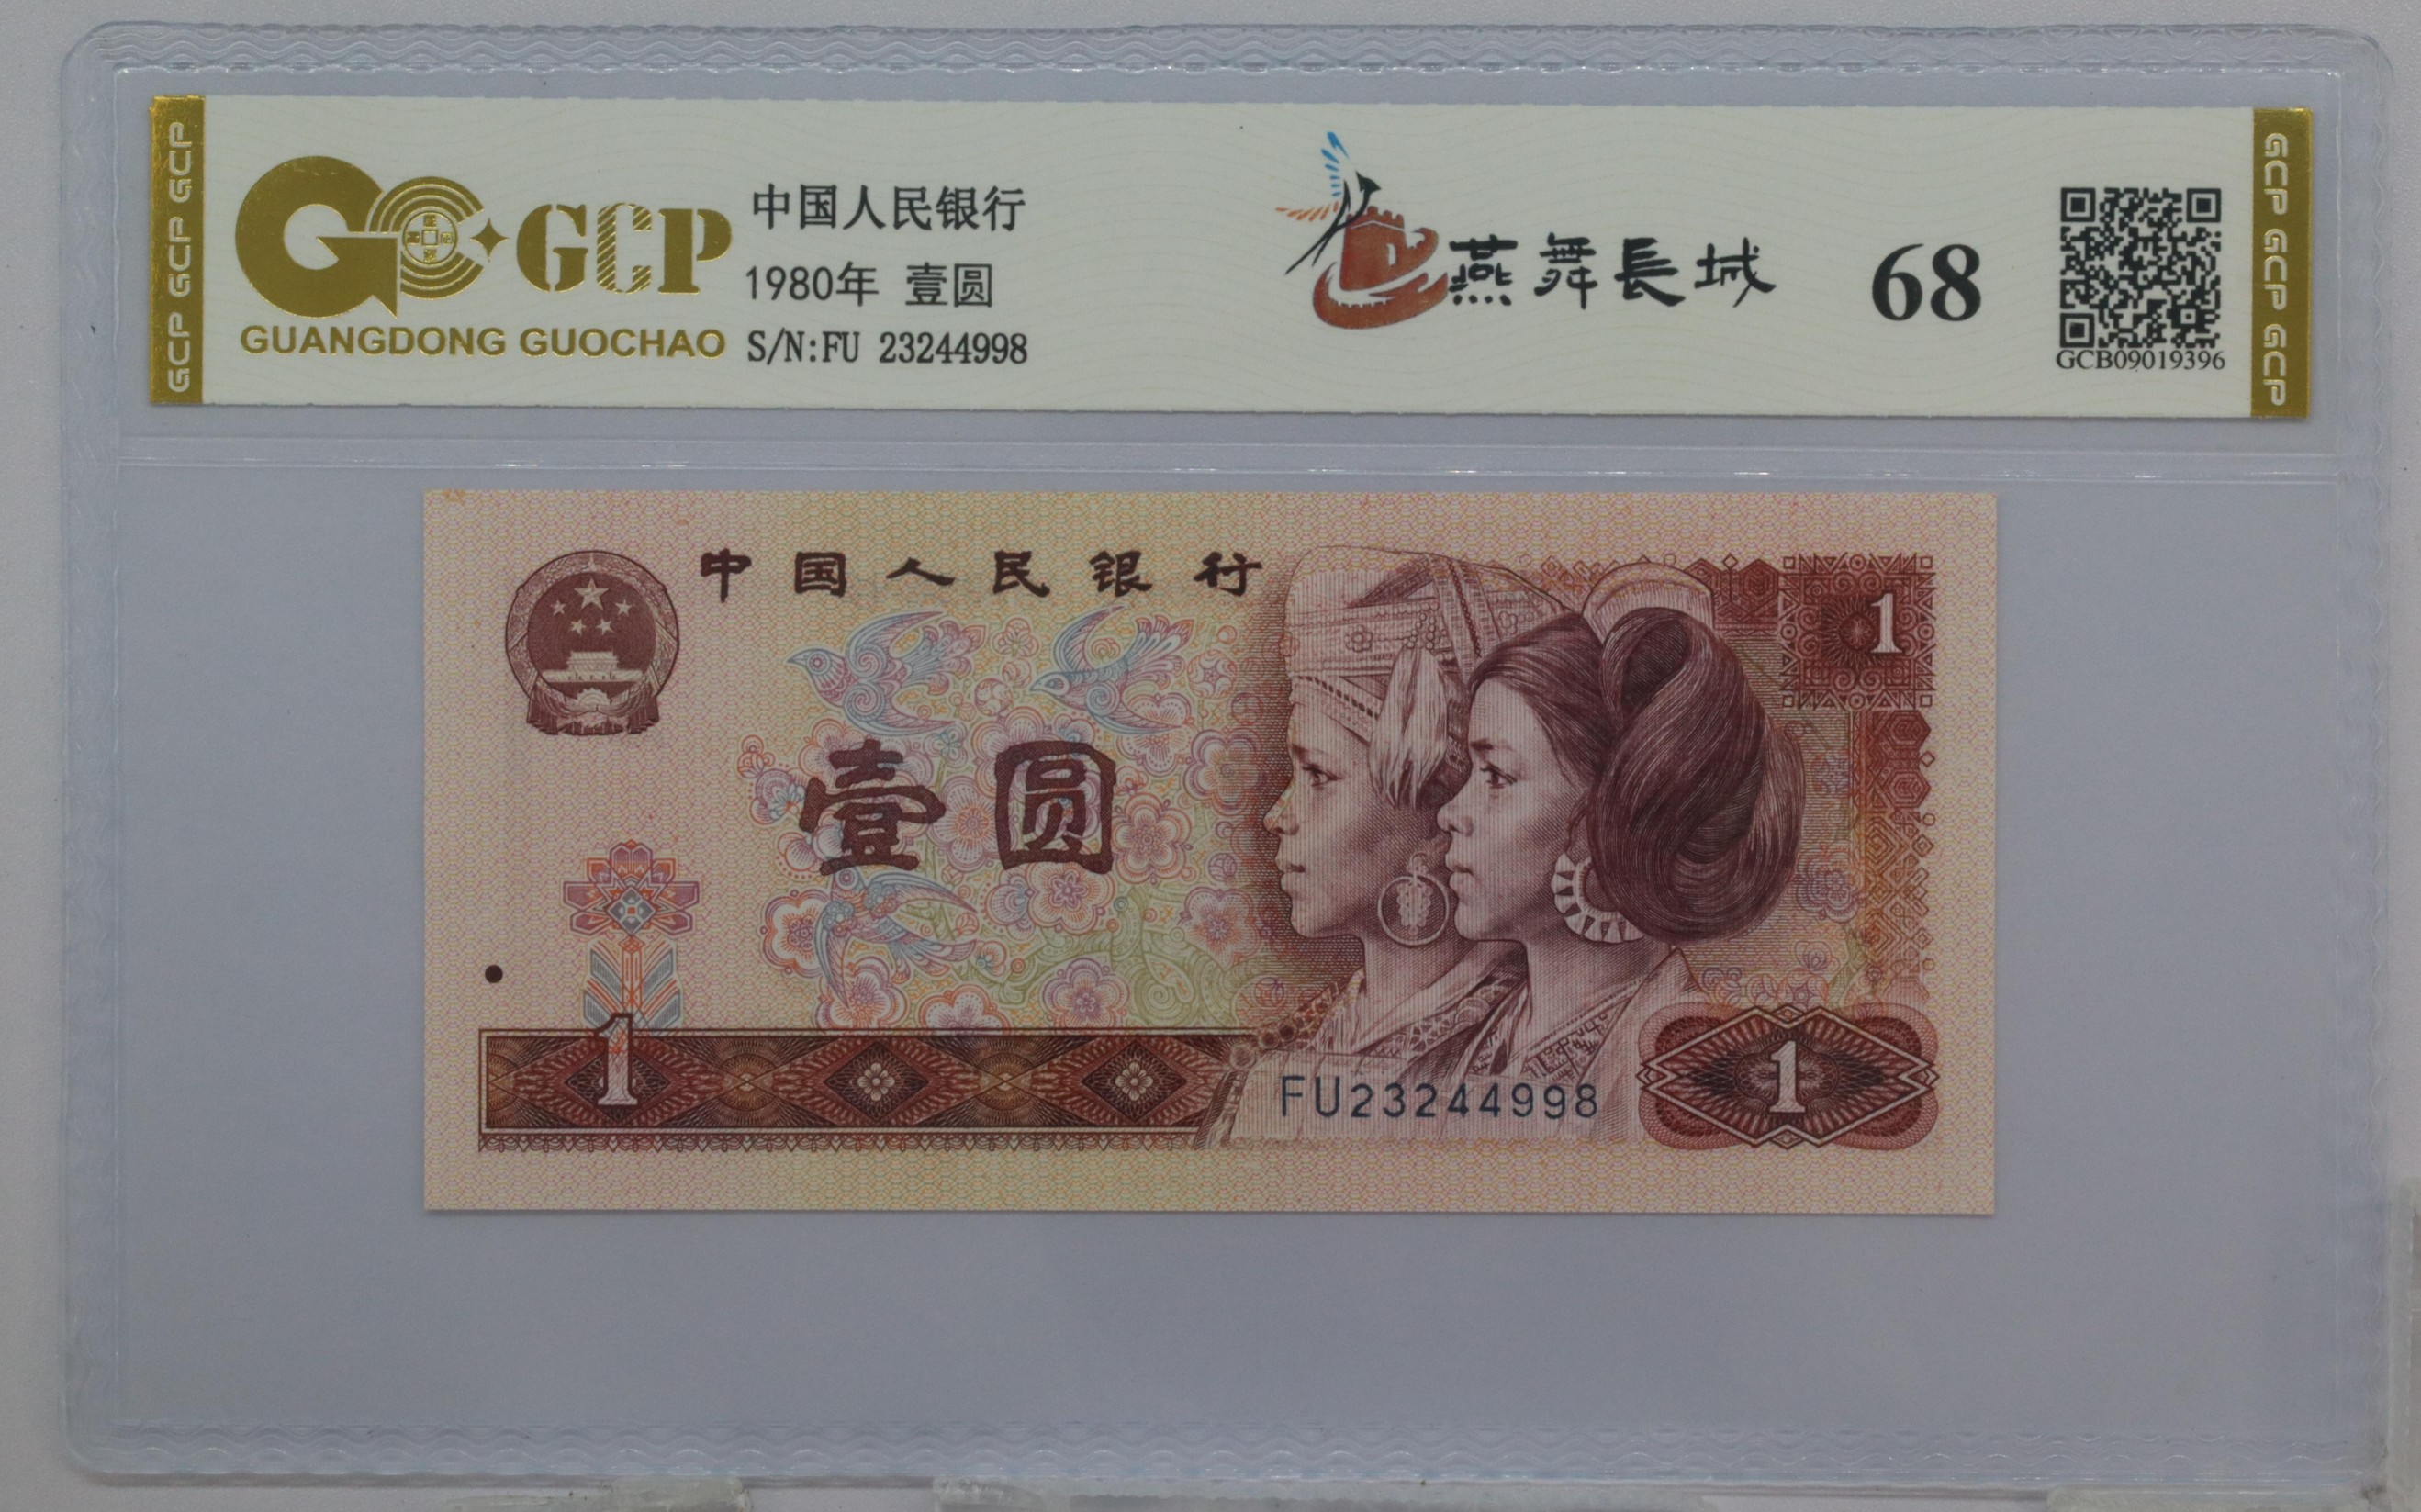 GCP GCP GCP
GCP
GUANGDONG GUOCHAO
中国人民银行
1980年 壹圆
S/N:FU 23244998
燕舞長城
68
GCB09019396
GCP GCP GCP
中国人民银行
1
壹圆
1
FU23244998
1